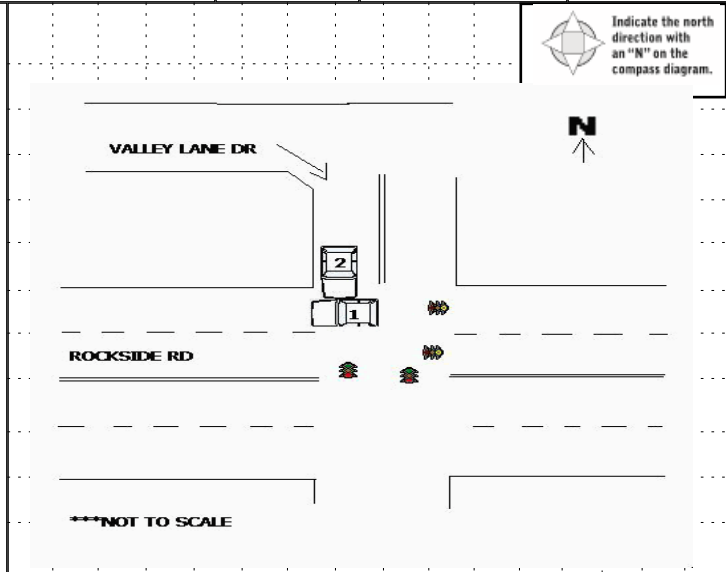 Indicate the north
direction with
an "N" on the
compass diagram.
N
VALLEY LANE DR
2
1
ROCKSIDE RD
***NOT TO SCALE